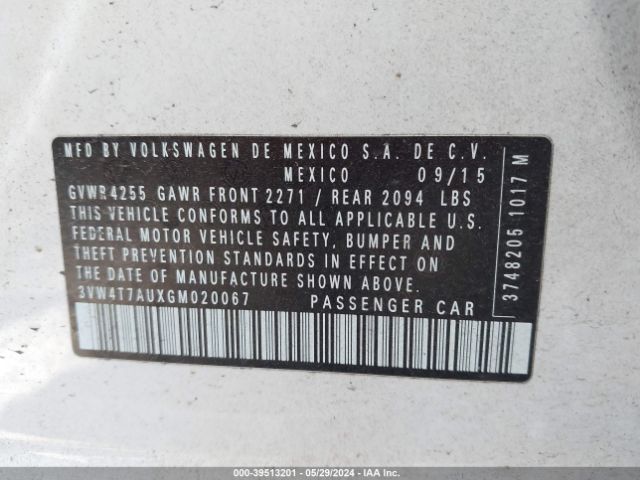 MFD BY VOLKSWAGEN DE MEXICO S.A. DE C.V.
MEXICO 09/15
GVWR4255 GAWR FRONT 2271 / REAR 2094 LBS
THIS VEHICLE CONFORMS TO ALL APPLICABLE U.S.
FEDERAL MOTOR VEHICLE SAFETY, BUMPER AND
THEFT PREVENTION STANDARDS IN EFFECT ON
THE DATE OF MANUFACTURE SHOWN ABOVE.
3VW4T7AUXGM020067 PASSENGER CAR
3748205 1017 M
000-39513201 - 05/29/2024 - IAA Inc.